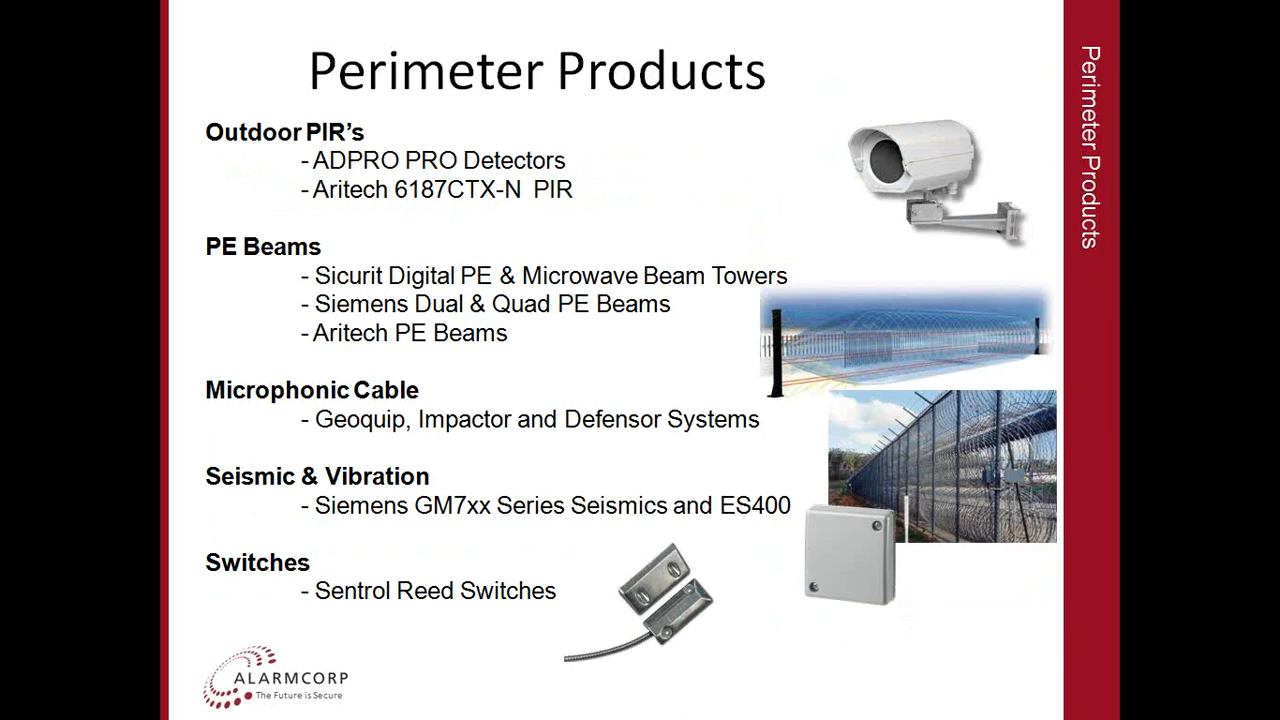 Perimeter Products
Outdoor PIR’s
- ADPRO PRO Detectors
- Aritech 6187CTX-N PIR
PE Beams
- Sicurit Digital PE & Microwave Beam Towers
- Siemens Dual & Quad PE Beams
- Aritech PE Beams
Microphonic Cable
- Geoquip, Impactor and Defensor Systems
Seismic & Vibration
- Siemens GM7xx Series Seismics and ES400
Switches
- Sentrol Reed Switches
ALARMCORP
The Future is Secure
Perimeter Products